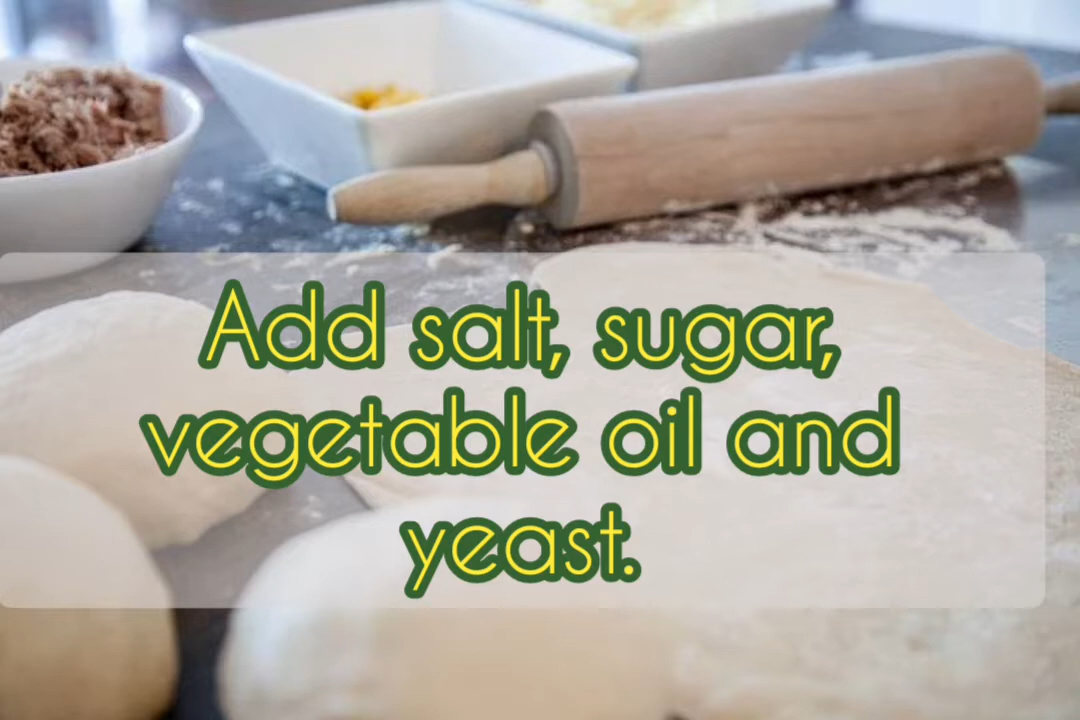 Add salt, sugar,
vegetable oil and
yeast.